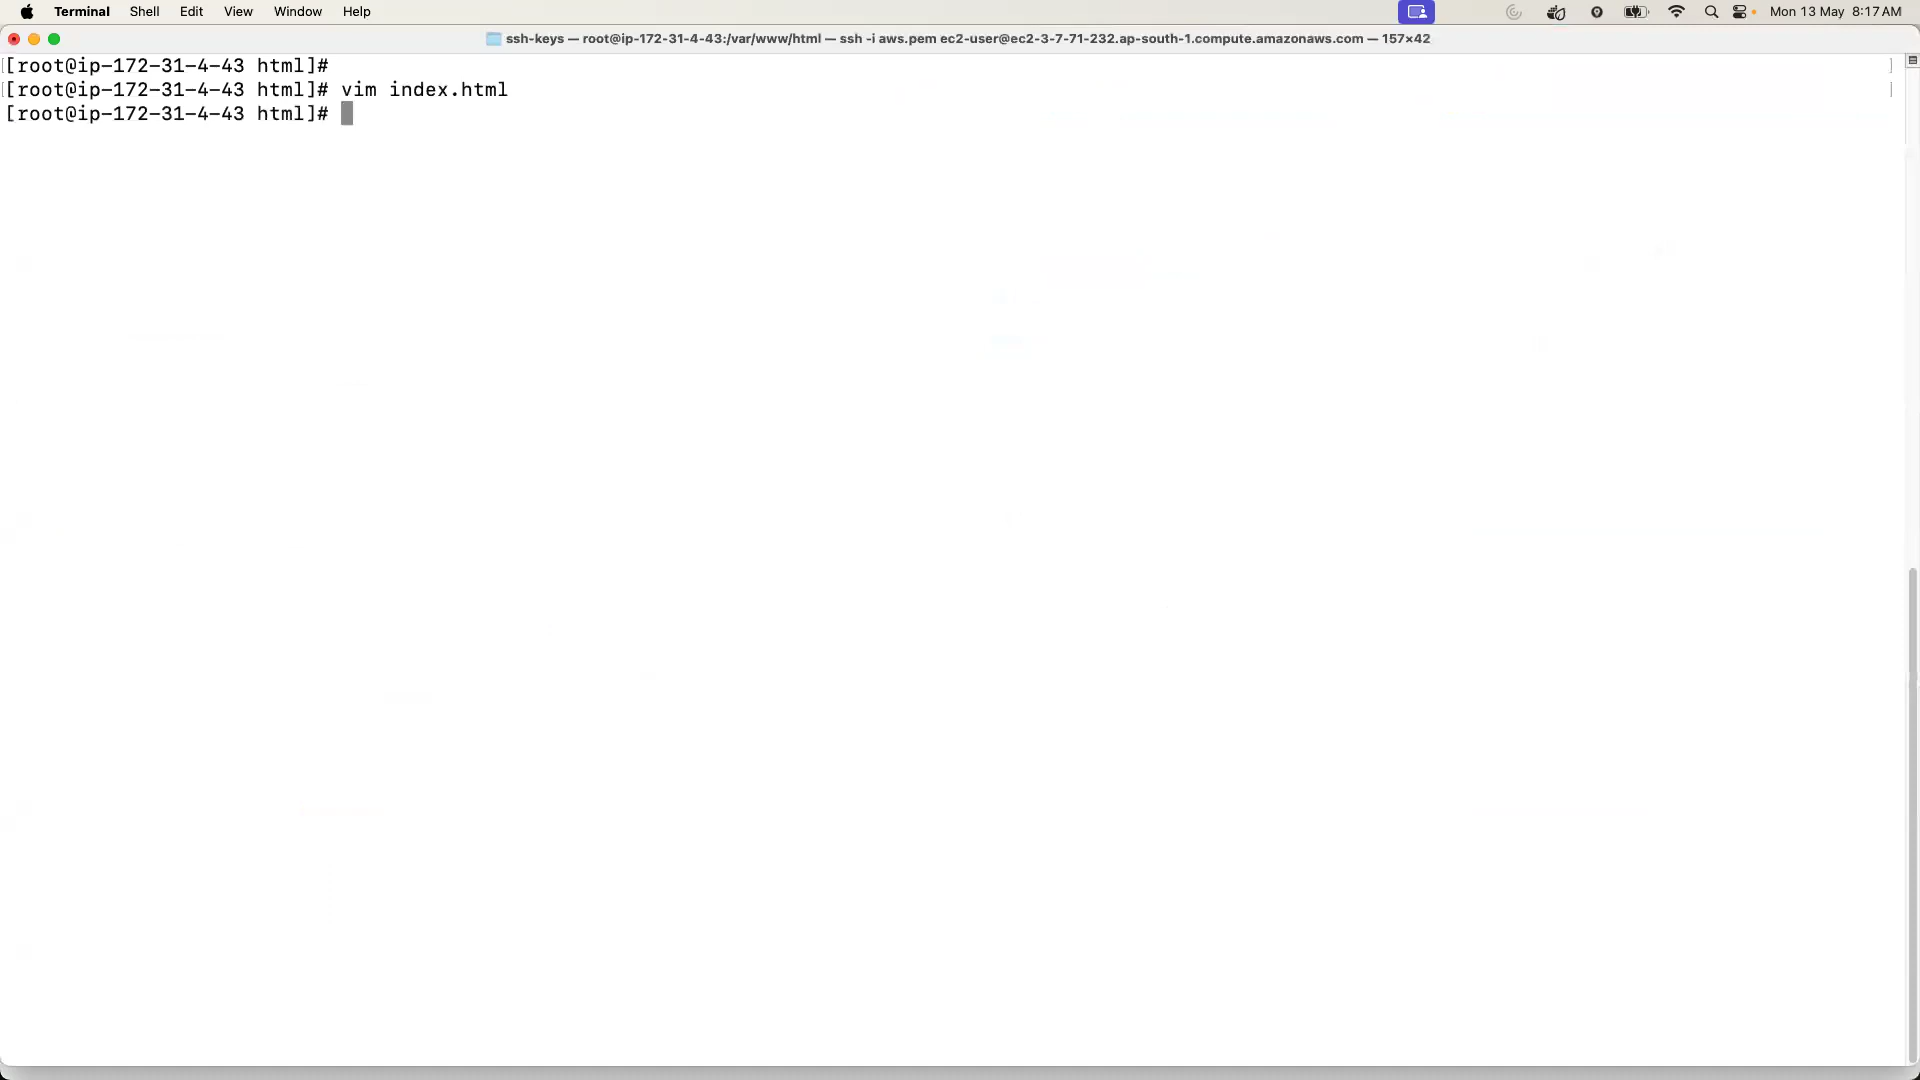 Terminal Shell Edit View Window Help Mon 13 May 8:17 AM
ssh-keys — root@ip-172-31-4-43:/var/www/html — ssh -i aws.pem ec2-user@ec2-3-7-71-232.ap-south-1.compute.amazonaws.com — 157×42
[root@ip-172-31-4-43 html]#
[root@ip-172-31-4-43 html]# vim index.html
[root@ip-172-31-4-43 html]#